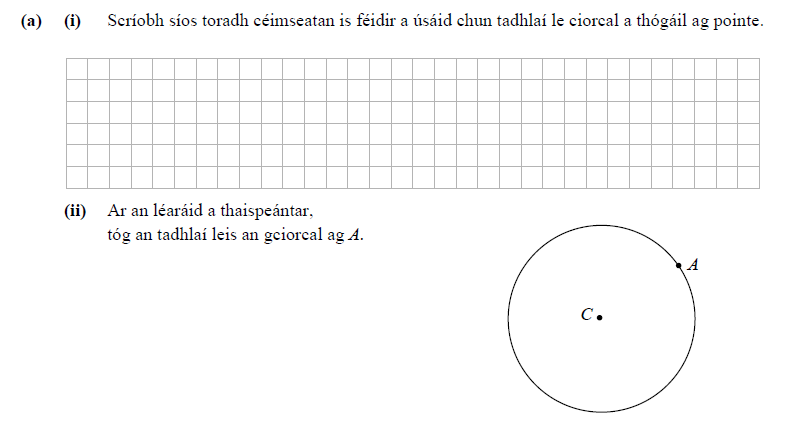 (a) (i) Scríobh síos toradh céimseatan is féidir a úsáid chun tadhlaí le ciorcal a thógáil ag pointe.
(ii) Ar an léaráid a thaispeántar,
tóg an tadhlaí leis an gciorcal ag A.
A
C